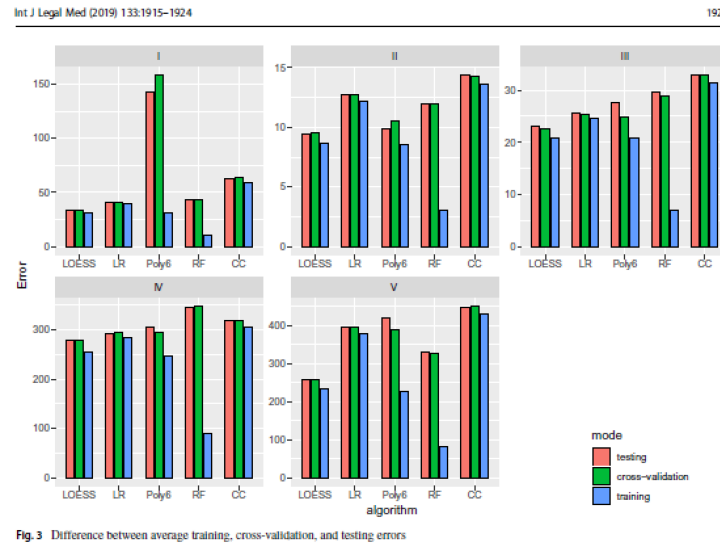 Int J Legal Med (2019) 133:1915–1924
I
II
III
150
100
50
0
15
10
5
0
30
20
10
0
LOESS LR Poly6 RF CC
LOESS LR Poly6 RF CC
LOESS LR Poly6 RF CC
Error
IV
V
300
200
100
0
400
300
200
100
0
LOESS LR Poly6 RF CC
LOESS LR Poly6 RF CC
algorithm
mode
testing
cross−validation
training
Fig. 3 Difference between average training, cross-validation, and testing errors